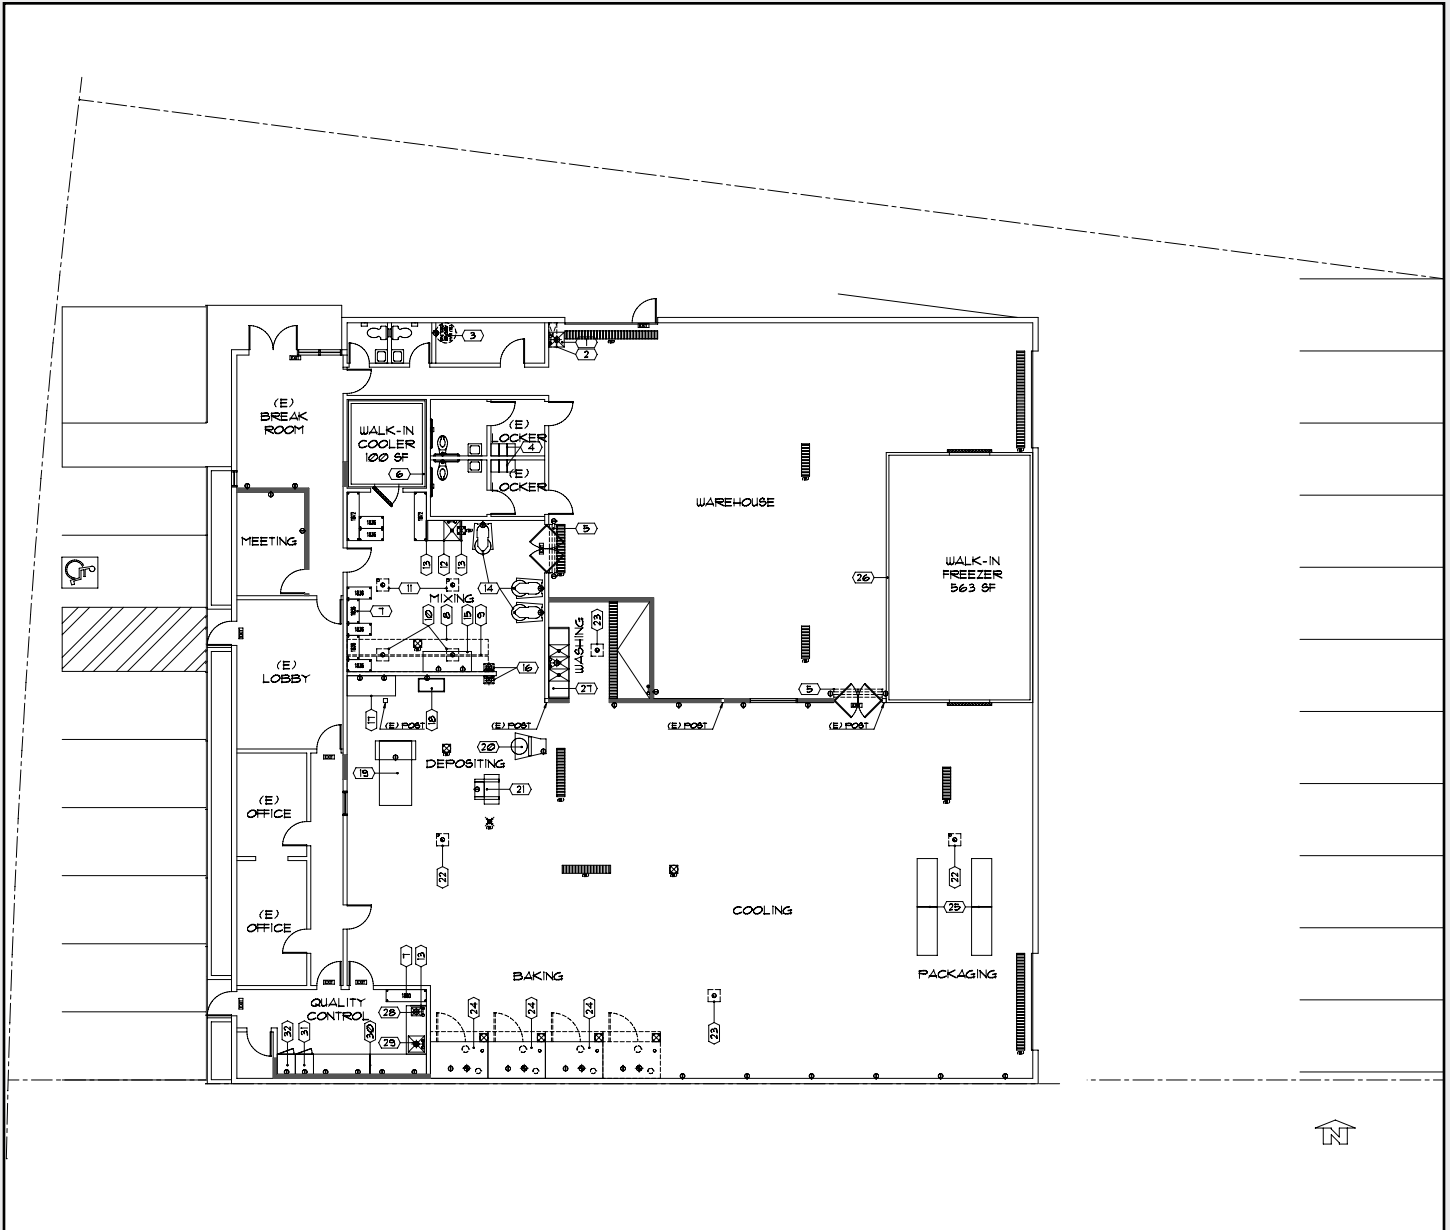 3
1
2
(E)
BREAK
ROOM
WALK-IN
COOLER
100 SF
6
(E)
LOCKER
4
(E)
LOCKER
WAREHOUSE
MEETING
5
13
12
13
14
11
MIXING
7
10
8
15
9
26
WALK-IN
FREEZER
563 SF
23
WASHING
(E)
LOBBY
16
27
5
17
(E) POST
18
(E) POST
(E) POST
(E) POST
20
DEPOSITING
19
21
(E)
OFFICE
22
22
(E)
OFFICE
COOLING
25
7
13
BAKING
PACKAGING
QUALITY
CONTROL
28
24
24
24
23
32
31
30
29
N